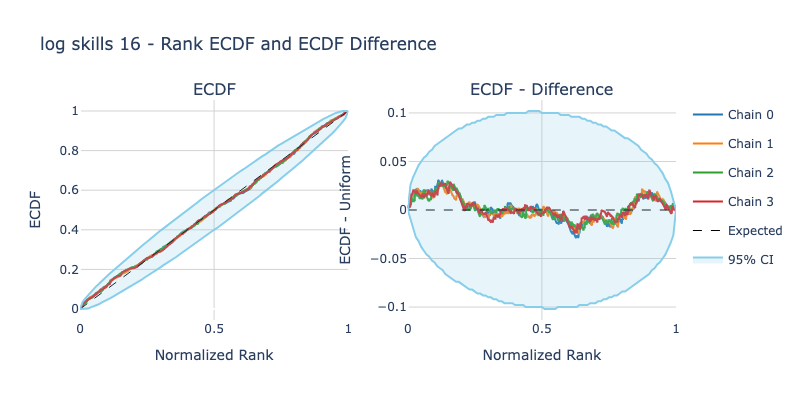 log skills 16 - Rank ECDF and ECDF Difference
ECDF
ECDF - Difference
1
0.8
0.6
0.4
0.2
0
ECDF
0
0.5
1
Normalized Rank
0.1
0.05
0
−0.05
−0.1
ECDF - Uniform
0
0.5
1
Normalized Rank
Chain 0
Chain 1
Chain 2
Chain 3
Expected
95% CI